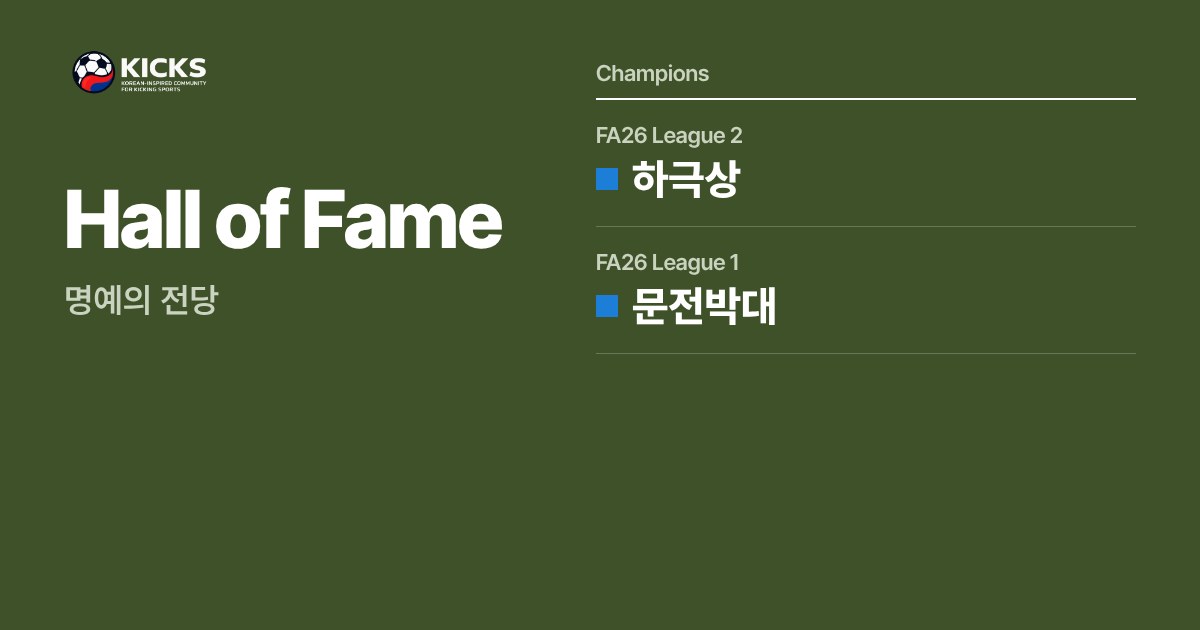 KICKS
KOREAN-INSPIRED COMMUNITY
FOR KICKING SPORTS
Hall of Fame
명예의 전당
Champions
FA26 League 2
하극상
FA26 League 1
문전박대